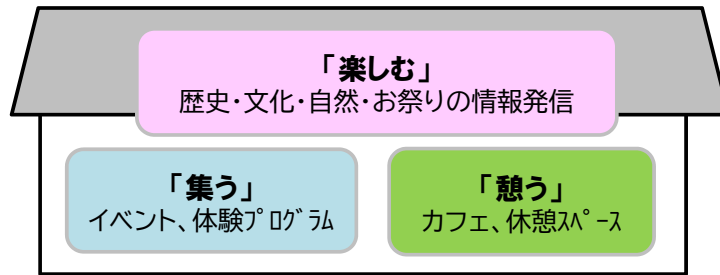 「楽しむ」
歴史・文化・自然・お祭りの情報発信
「集う」
イベント、体験プログラム
「憩う」
カフェ、休憩スペース